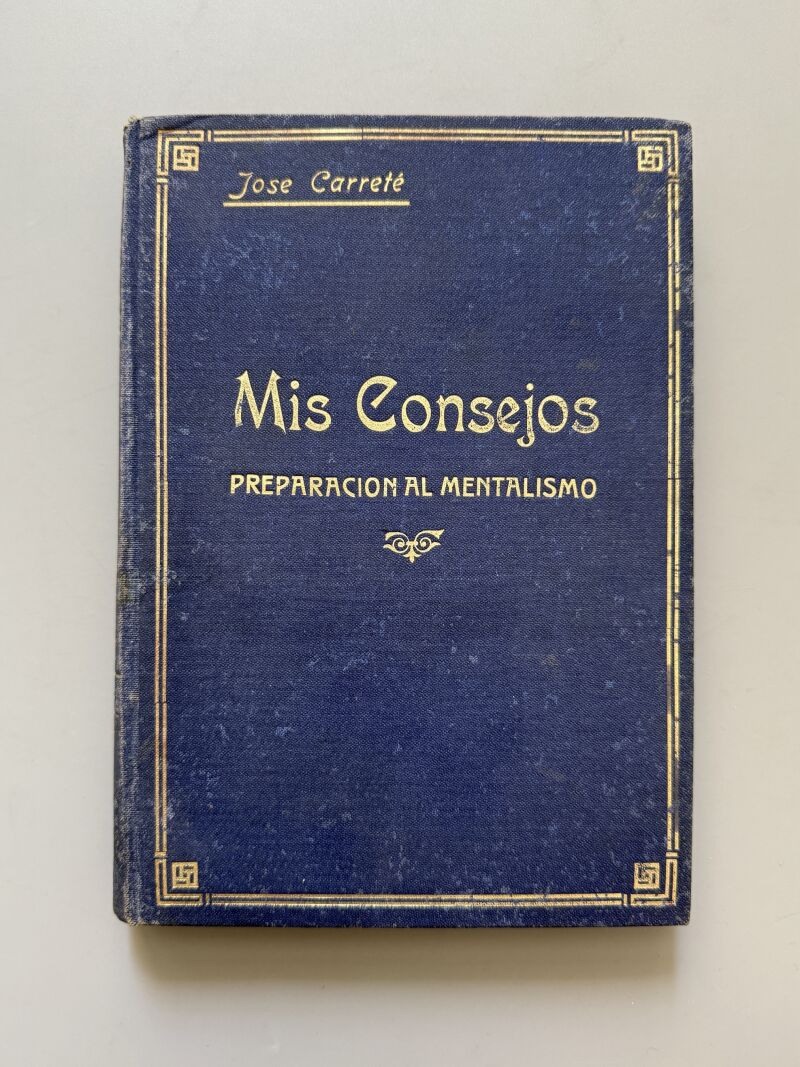 Jose Carreté
Mis Consejos
PREPARACION AL MENTALISMO